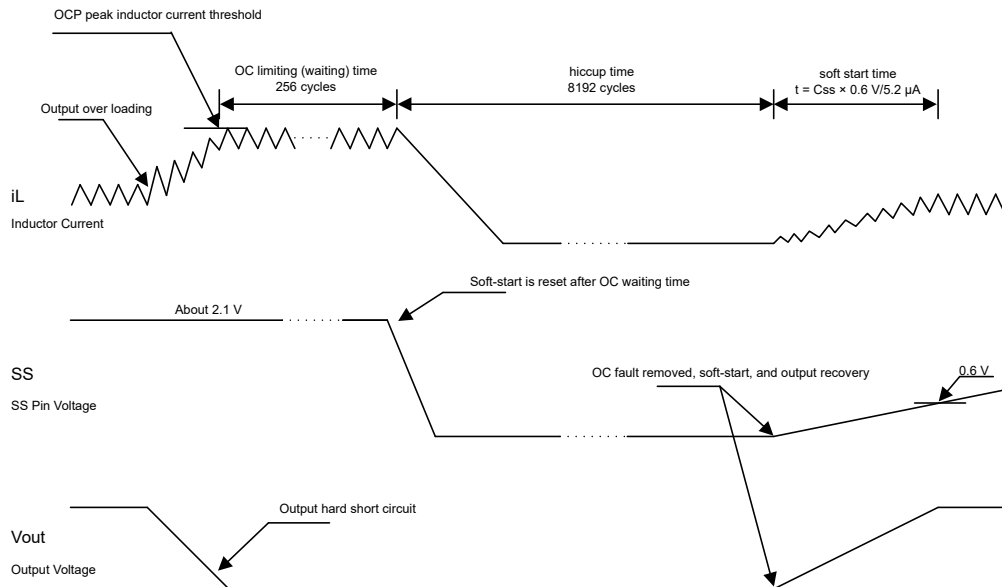 OCP peak inductor current threshold
OC limiting (waiting) time
256 cycles
hiccup time
8192 cycles
soft start time
t = Css × 0.6 V/5.2 µA
Output over loading
iL
Inductor Current
Soft-start is reset after OC waiting time
About 2.1 V
SS
SS Pin Voltage
OC fault removed, soft-start, and output recovery
0.6 V
Output hard short circuit
Vout
Output Voltage